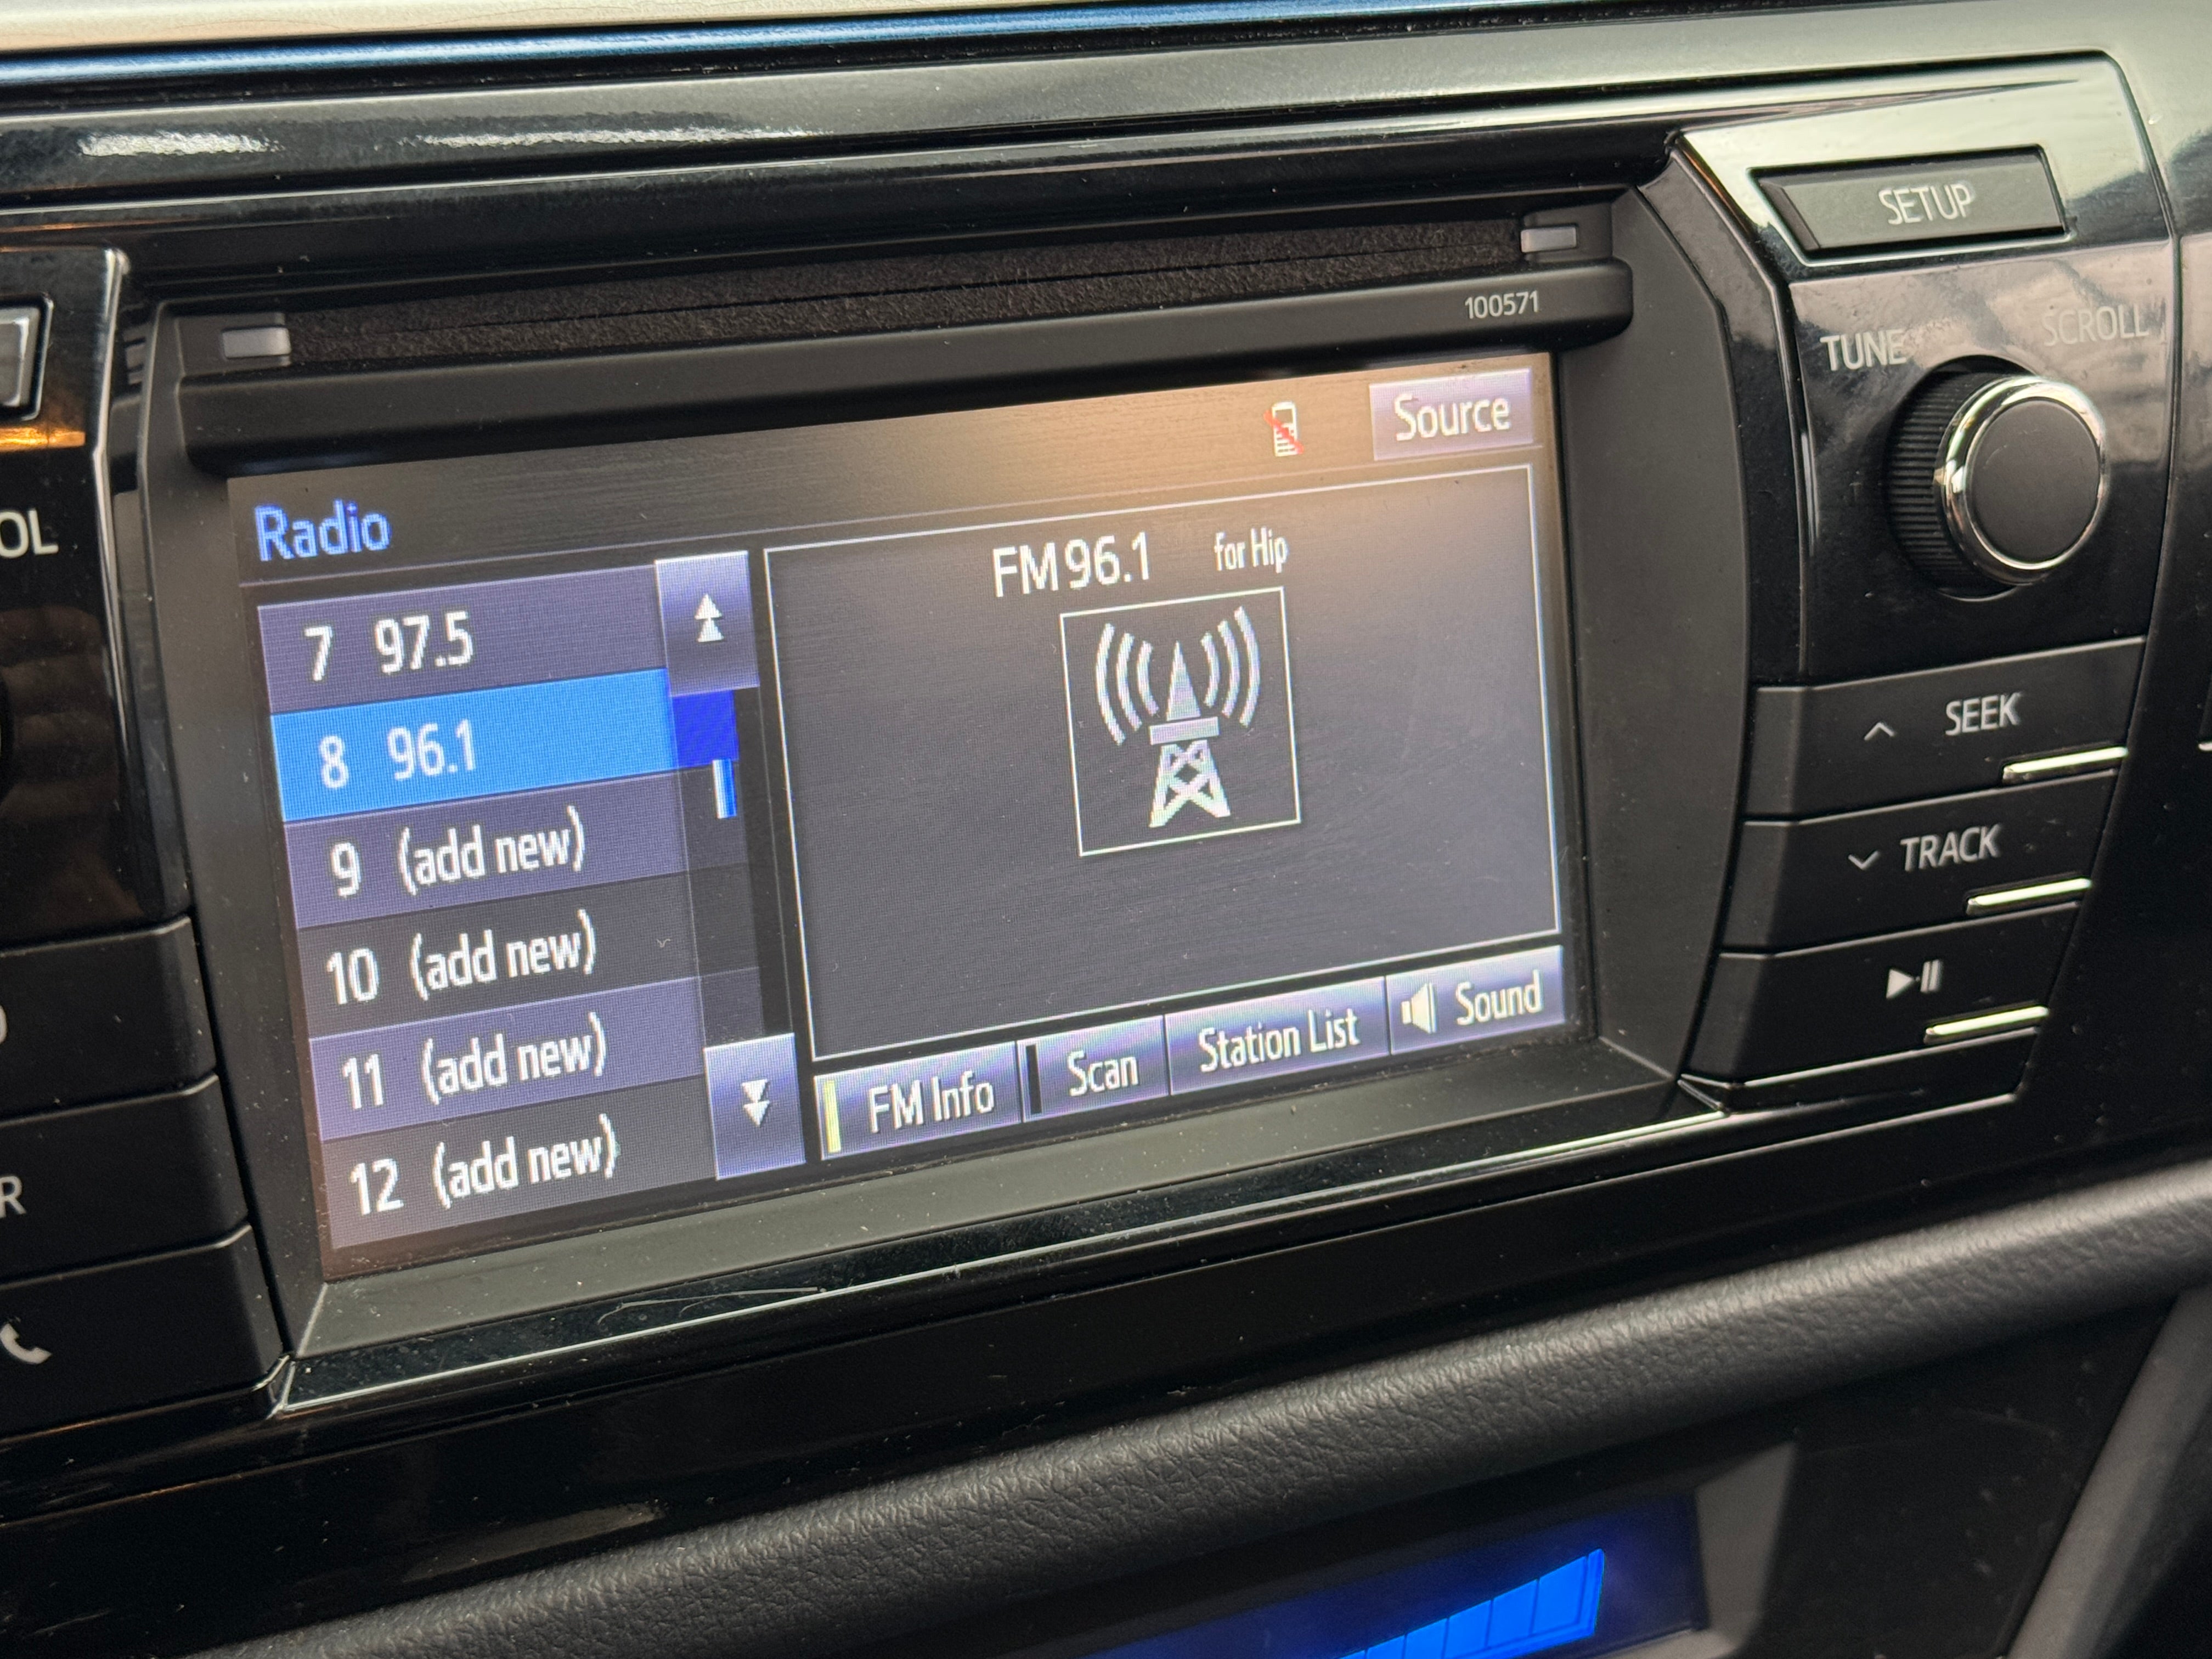 SETUP
100571
TUNE SCROLL
Source
OL
Radio
FM 96.1 for Hip
7 97.5
8 96.1
9 (add new)
10 (add new)
11 (add new)
12 (add new)
SEEK
TRACK
FM Info Scan Station List Sound
R